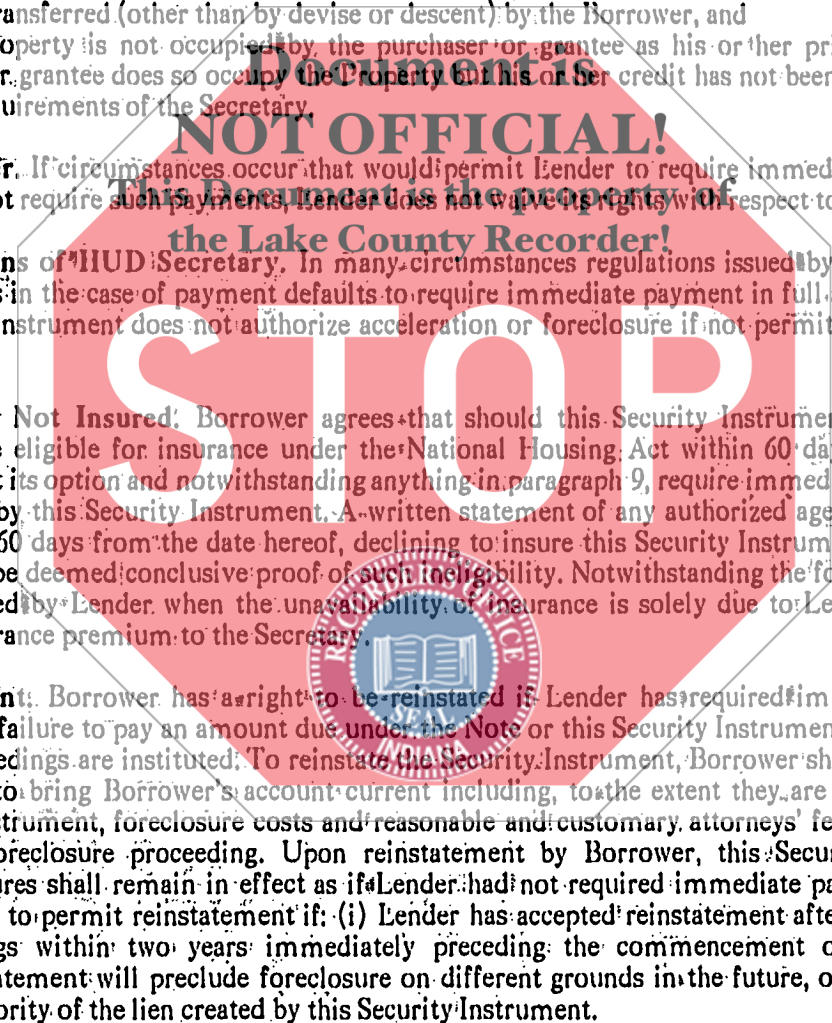 ansferred (other than by devise or descent) by the Borrower, and
operty is not occupied by the purchaser or grantee as his or her pri
r grantee does so occupy the Property but his or her credit has not been
uirements of the Secretary.
r. If circumstances occur that would permit Lender to require immed
ot require such payments, Lender does not waive its rights with respect to
ns of HUD Secretary. In many circumstances regulations issued by
s in the case of payment defaults to require immediate payment in full
nstrument does not authorize acceleration or foreclosure if not permit
Not Insured. Borrower agrees that should this Security Instrumen
e eligible for insurance under the National Housing Act within 60 da
t its option and notwithstanding anything in paragraph 9, require immed
by this Security Instrument. A written statement of any authorized age
60 days from the date hereof, declining to insure this Security Instrum
be deemed conclusive proof of such ineligibility. Notwithstanding the fo
ed by Lender when the unavailability of insurance is solely due to Le
rance premium to the Secretary.
nt. Borrower has a right to be reinstated if Lender has required im
failure to pay an amount due under the Note or this Security Instrumen
edings are instituted. To reinstate the Security Instrument, Borrower sh
to bring Borrower's account current including, to the extent they are
trument, foreclosure costs and reasonable and customary attorneys' fe
oreclosure proceeding. Upon reinstatement by Borrower, this Secur
ures shall remain in effect as if Lender had not required immediate pa
to permit reinstatement if: (i) Lender has accepted reinstatement afte
gs within two years immediately preceding the commencement o
atement will preclude foreclosure on different grounds in the future, o
ority of the lien created by this Security Instrument.
Document is
NOT OFFICIAL!
This Document is the property of
the Lake County Recorder!
STOP
RECORDER'S OFFICE
SEAL
INDIANA